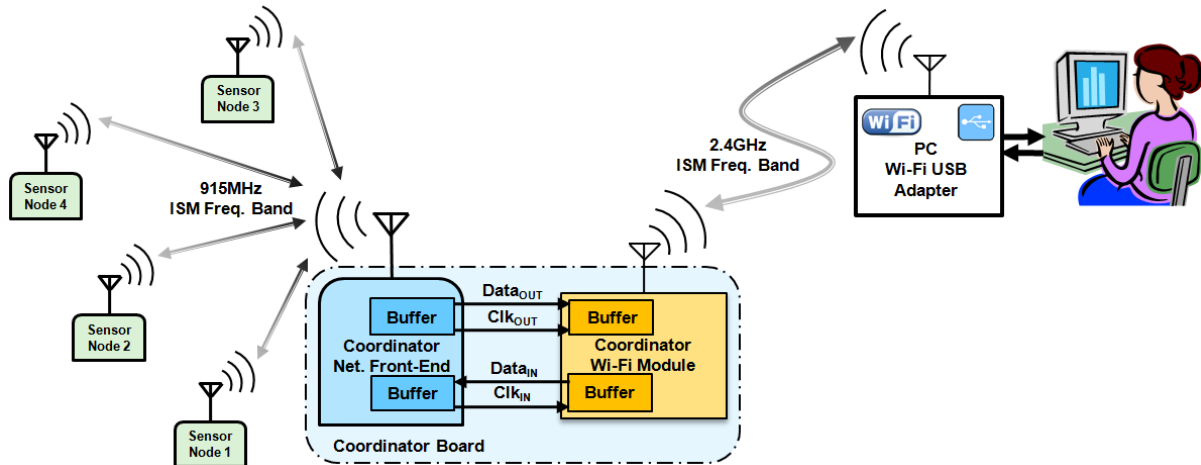 Sensor
Node 3
Sensor
Node 4
915MHz
ISM Freq. Band
Sensor
Node 2
Sensor
Node 1
2.4GHz
ISM Freq. Band
WiFi
PC
Wi-Fi USB
Adapter
Buffer
DataOUT
ClkOUT
Buffer
Coordinator
Net. Front-End
Coordinator
Wi-Fi Module
Buffer
DataIN
ClkIN
Buffer
Coordinator Board